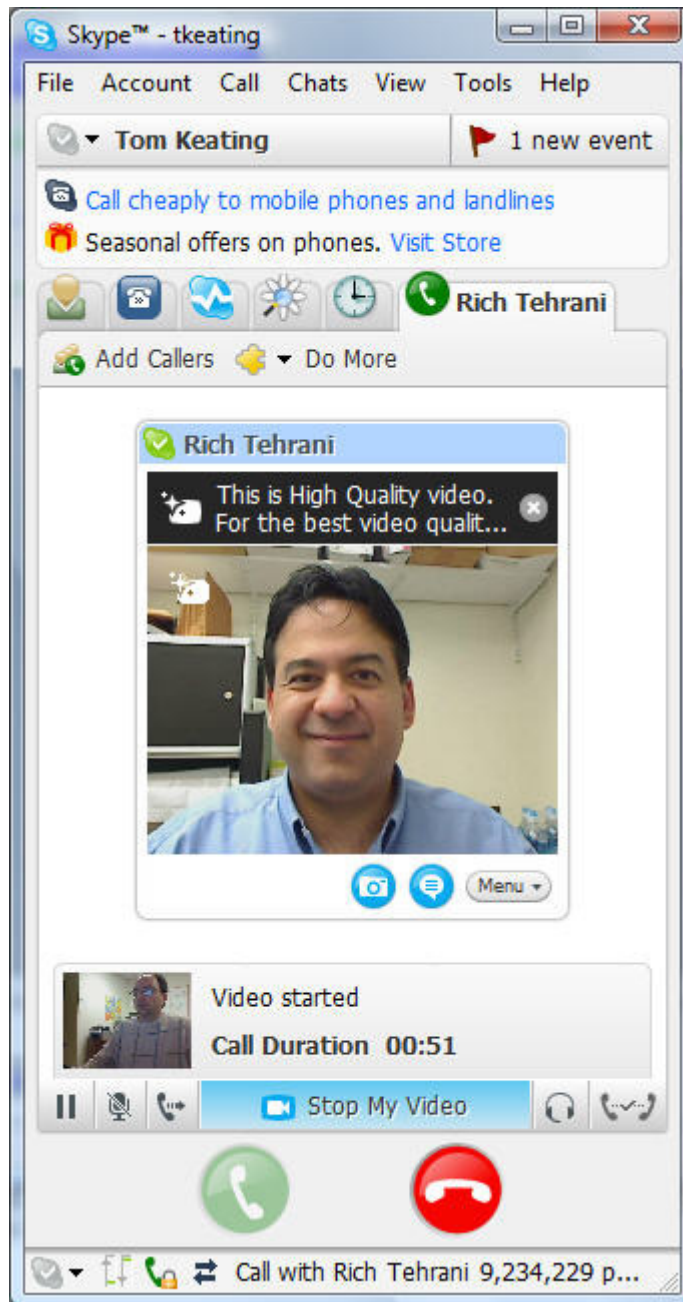 Skype™ - tkeating
File Account Call Chats View Tools Help
Tom Keating 1 new event
Call cheaply to mobile phones and landlines
Seasonal offers on phones. Visit Store
Rich Tehrani
Add Callers Do More
Rich Tehrani
This is High Quality video.
For the best video qualit...
Menu
Video started
Call Duration 00:51
Stop My Video
Call with Rich Tehrani 9,234,229 p...